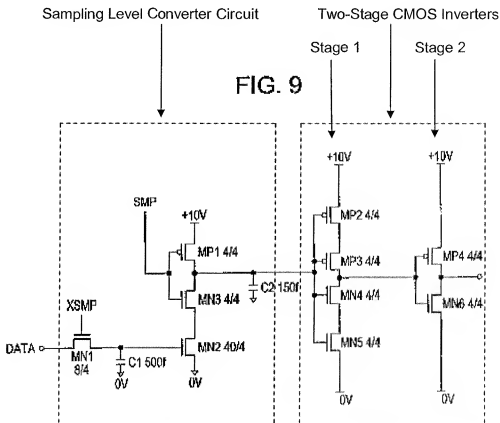 Sampling Level Converter Circuit
Two-Stage CMOS Inverters
Stage 1
Stage 2
FIG. 9
+10V
+10V
SMP
+10V
MP2 4/4
MP1 4/4
MP3 4/4
MP4 4/4
C2 150f
MN3 4/4
MN4 4/4
MN6 4/4
XSMP
MN2 40/4
MN5 4/4
DATA
MN1
8/4
C1 500f
0V
0V
0V
0V